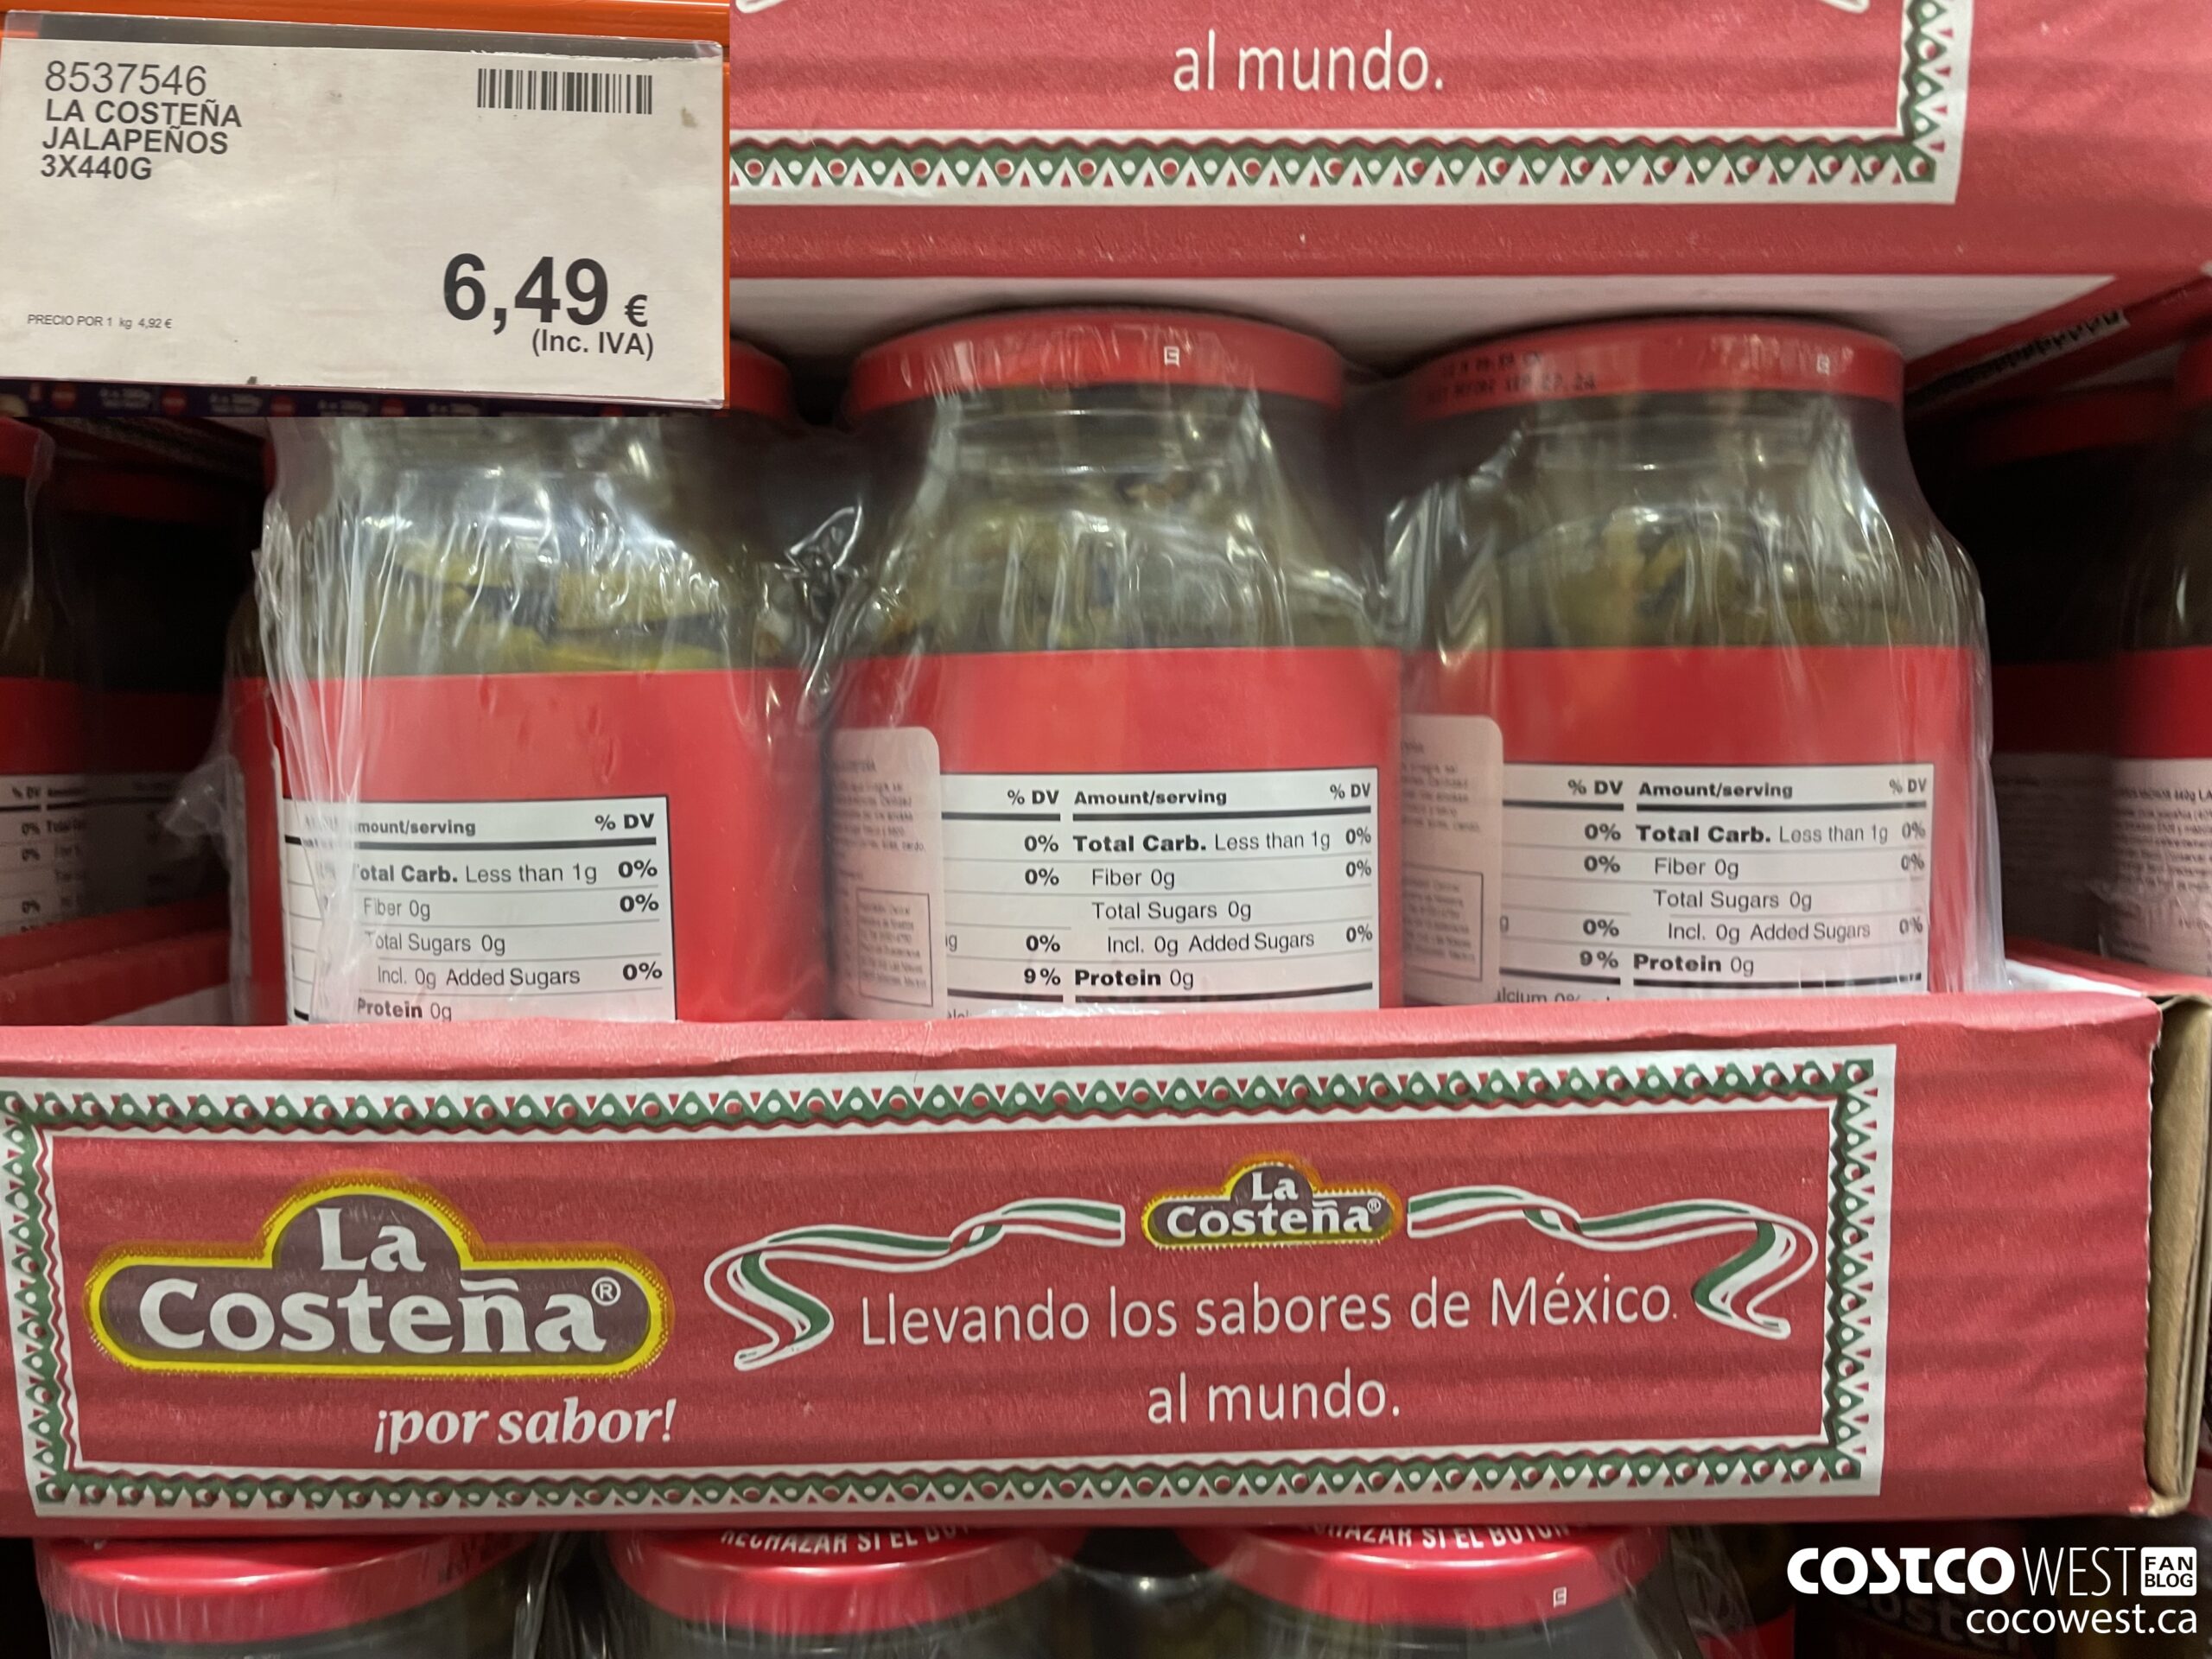 8537546
LA COSTEÑA
JALAPEÑOS
3X440G
6,49 €
(Inc. IVA)
PRECIO POR 1 kg 4,92 €
al mundo.
mount/serving % DV
Total Carb. Less than 1g 0%
Fiber 0g 0%
Total Sugars 0g
Incl. 0g Added Sugars 0%
Protein 0g
% DV Amount/serving % DV
0% Total Carb. Less than 1g 0%
0% Fiber 0g 0%
Total Sugars 0g
0% Incl. 0g Added Sugars 0%
9% Protein 0g
% DV Amount/serving % DV
0% Total Carb. Less than 1g 0%
0% Fiber 0g 0%
Total Sugars 0g
0% Incl. 0g Added Sugars 0%
9% Protein 0g
La
Costeña®
¡por sabor!
La
Costeña®
Llevando los sabores de México.
al mundo.
RECHAZAR SI EL
SI EL BOTON
COSTCO WEST FAN BLOG
cocowest.ca